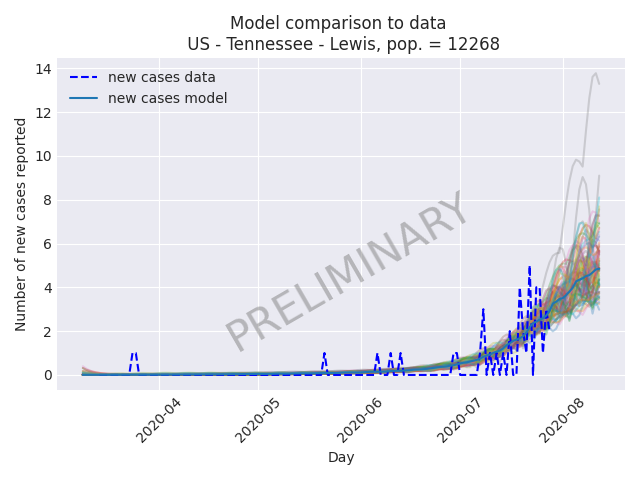 Model comparison to data
US - Tennessee - Lewis, pop. = 12268
14
12
10
8
6
4
2
0
Number of new cases reported
new cases data
new cases model
PRELIMINARY
2020-04
2020-05
2020-06
2020-07
2020-08
Day